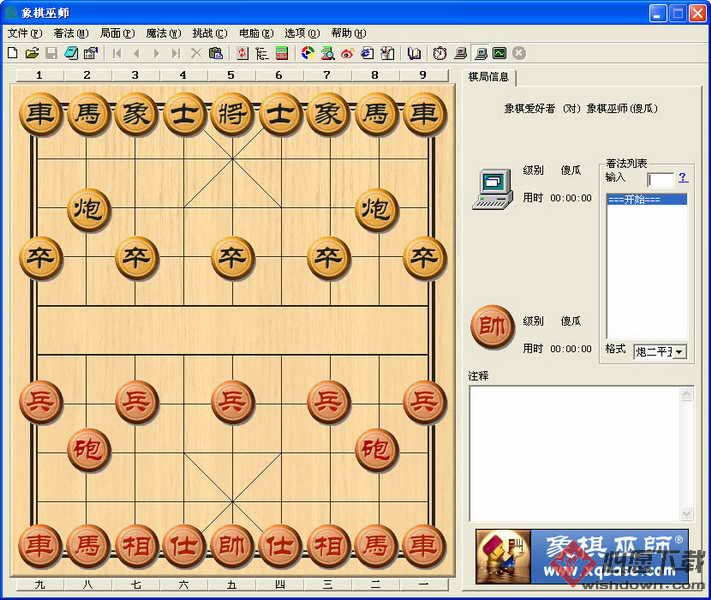 象棋巫师
文件(F) 着法(M) 局面(P) 魔法(W) 挑战(C) 电脑(E) 选项(O) 帮助(H)
1 2 3 4 5 6 7 8 9
車 馬 象 士 将 士 象 馬 車
炮 炮
卒 卒 卒 卒 卒
兵 兵 兵 兵 兵
砲 砲
車 馬 相 仕 帥 仕 相 馬 車
九 八 七 六 五 四 三 二 一
棋局信息
象棋爱好者 (对) 象棋巫师(傻瓜)
级别 傻瓜
用时 00:00:00
着法列表
输入 ?
===开始===
帥
级别 傻瓜
用时 00:00:00
格式 炮二平五
注释
象棋巫師®
www.xqbase.com
心愿下载
wishdown.com